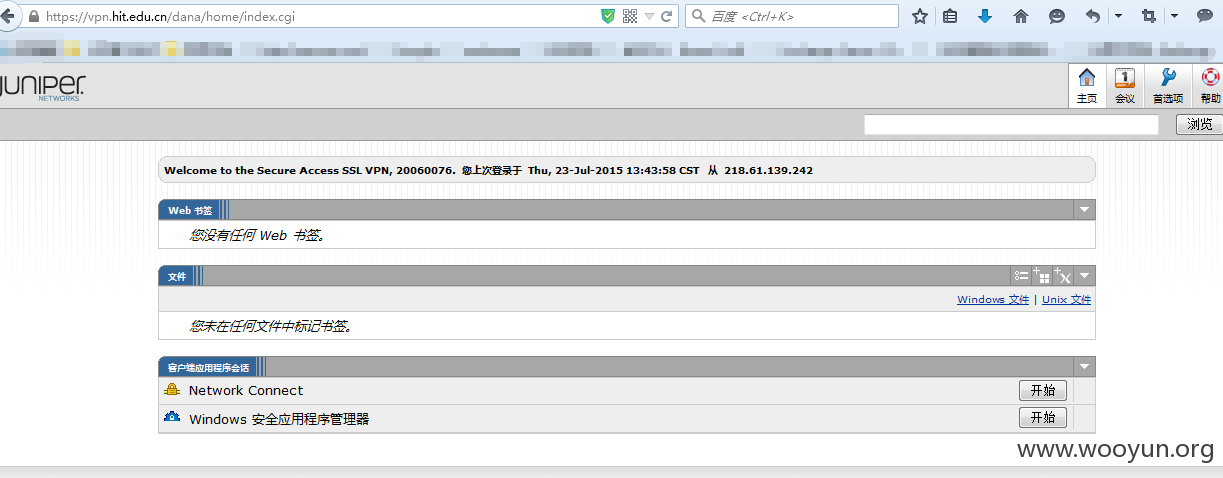 https://vpn.hit.edu.cn/dana/home/index.cgi
百度 <Ctrl+K>
JUNIPER
NETWORKS
主页 会议 首选项 帮助
浏览
Welcome to the Secure Access SSL VPN, 20060076. 您上次登录于 Thu, 23-Jul-2015 13:43:58 CST 从 218.61.139.242
Web 书签
您没有任何 Web 书签。
文件
Windows 文件 | Unix 文件
您未在任何文件中标记书签。
客户端应用程序会话
Network Connect 开始
Windows 安全应用程序管理器 开始
www.wooyun.org